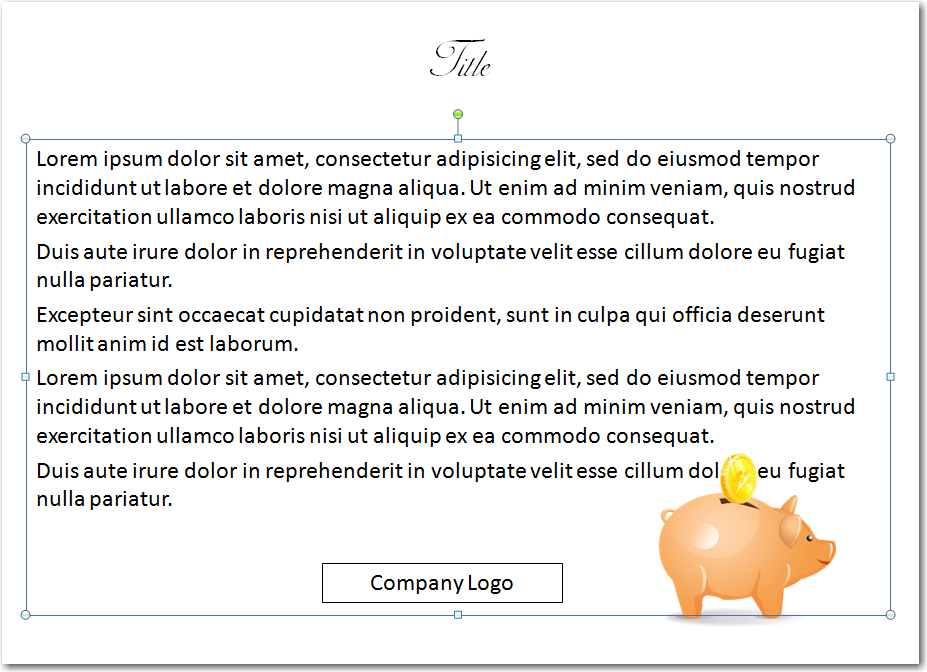 Title
Lorem ipsum dolor sit amet, consectetur adipisicing elit, sed do eiusmod tempor
incididunt ut labore et dolore magna aliqua. Ut enim ad minim veniam, quis nostrud
exercitation ullamco laboris nisi ut aliquip ex ea commodo consequat.
Duis aute irure dolor in reprehenderit in voluptate velit esse cillum dolore eu fugiat
nulla pariatur.
Excepteur sint occaecat cupidatat non proident, sunt in culpa qui officia deserunt
mollit anim id est laborum.
Lorem ipsum dolor sit amet, consectetur adipisicing elit, sed do eiusmod tempor
incididunt ut labore et dolore magna aliqua. Ut enim ad minim veniam, quis nostrud
exercitation ullamco laboris nisi ut aliquip ex ea commodo consequat.
Duis aute irure dolor in reprehenderit in voluptate velit esse cillum eu fugiat
nulla pariatur.
Company Logo